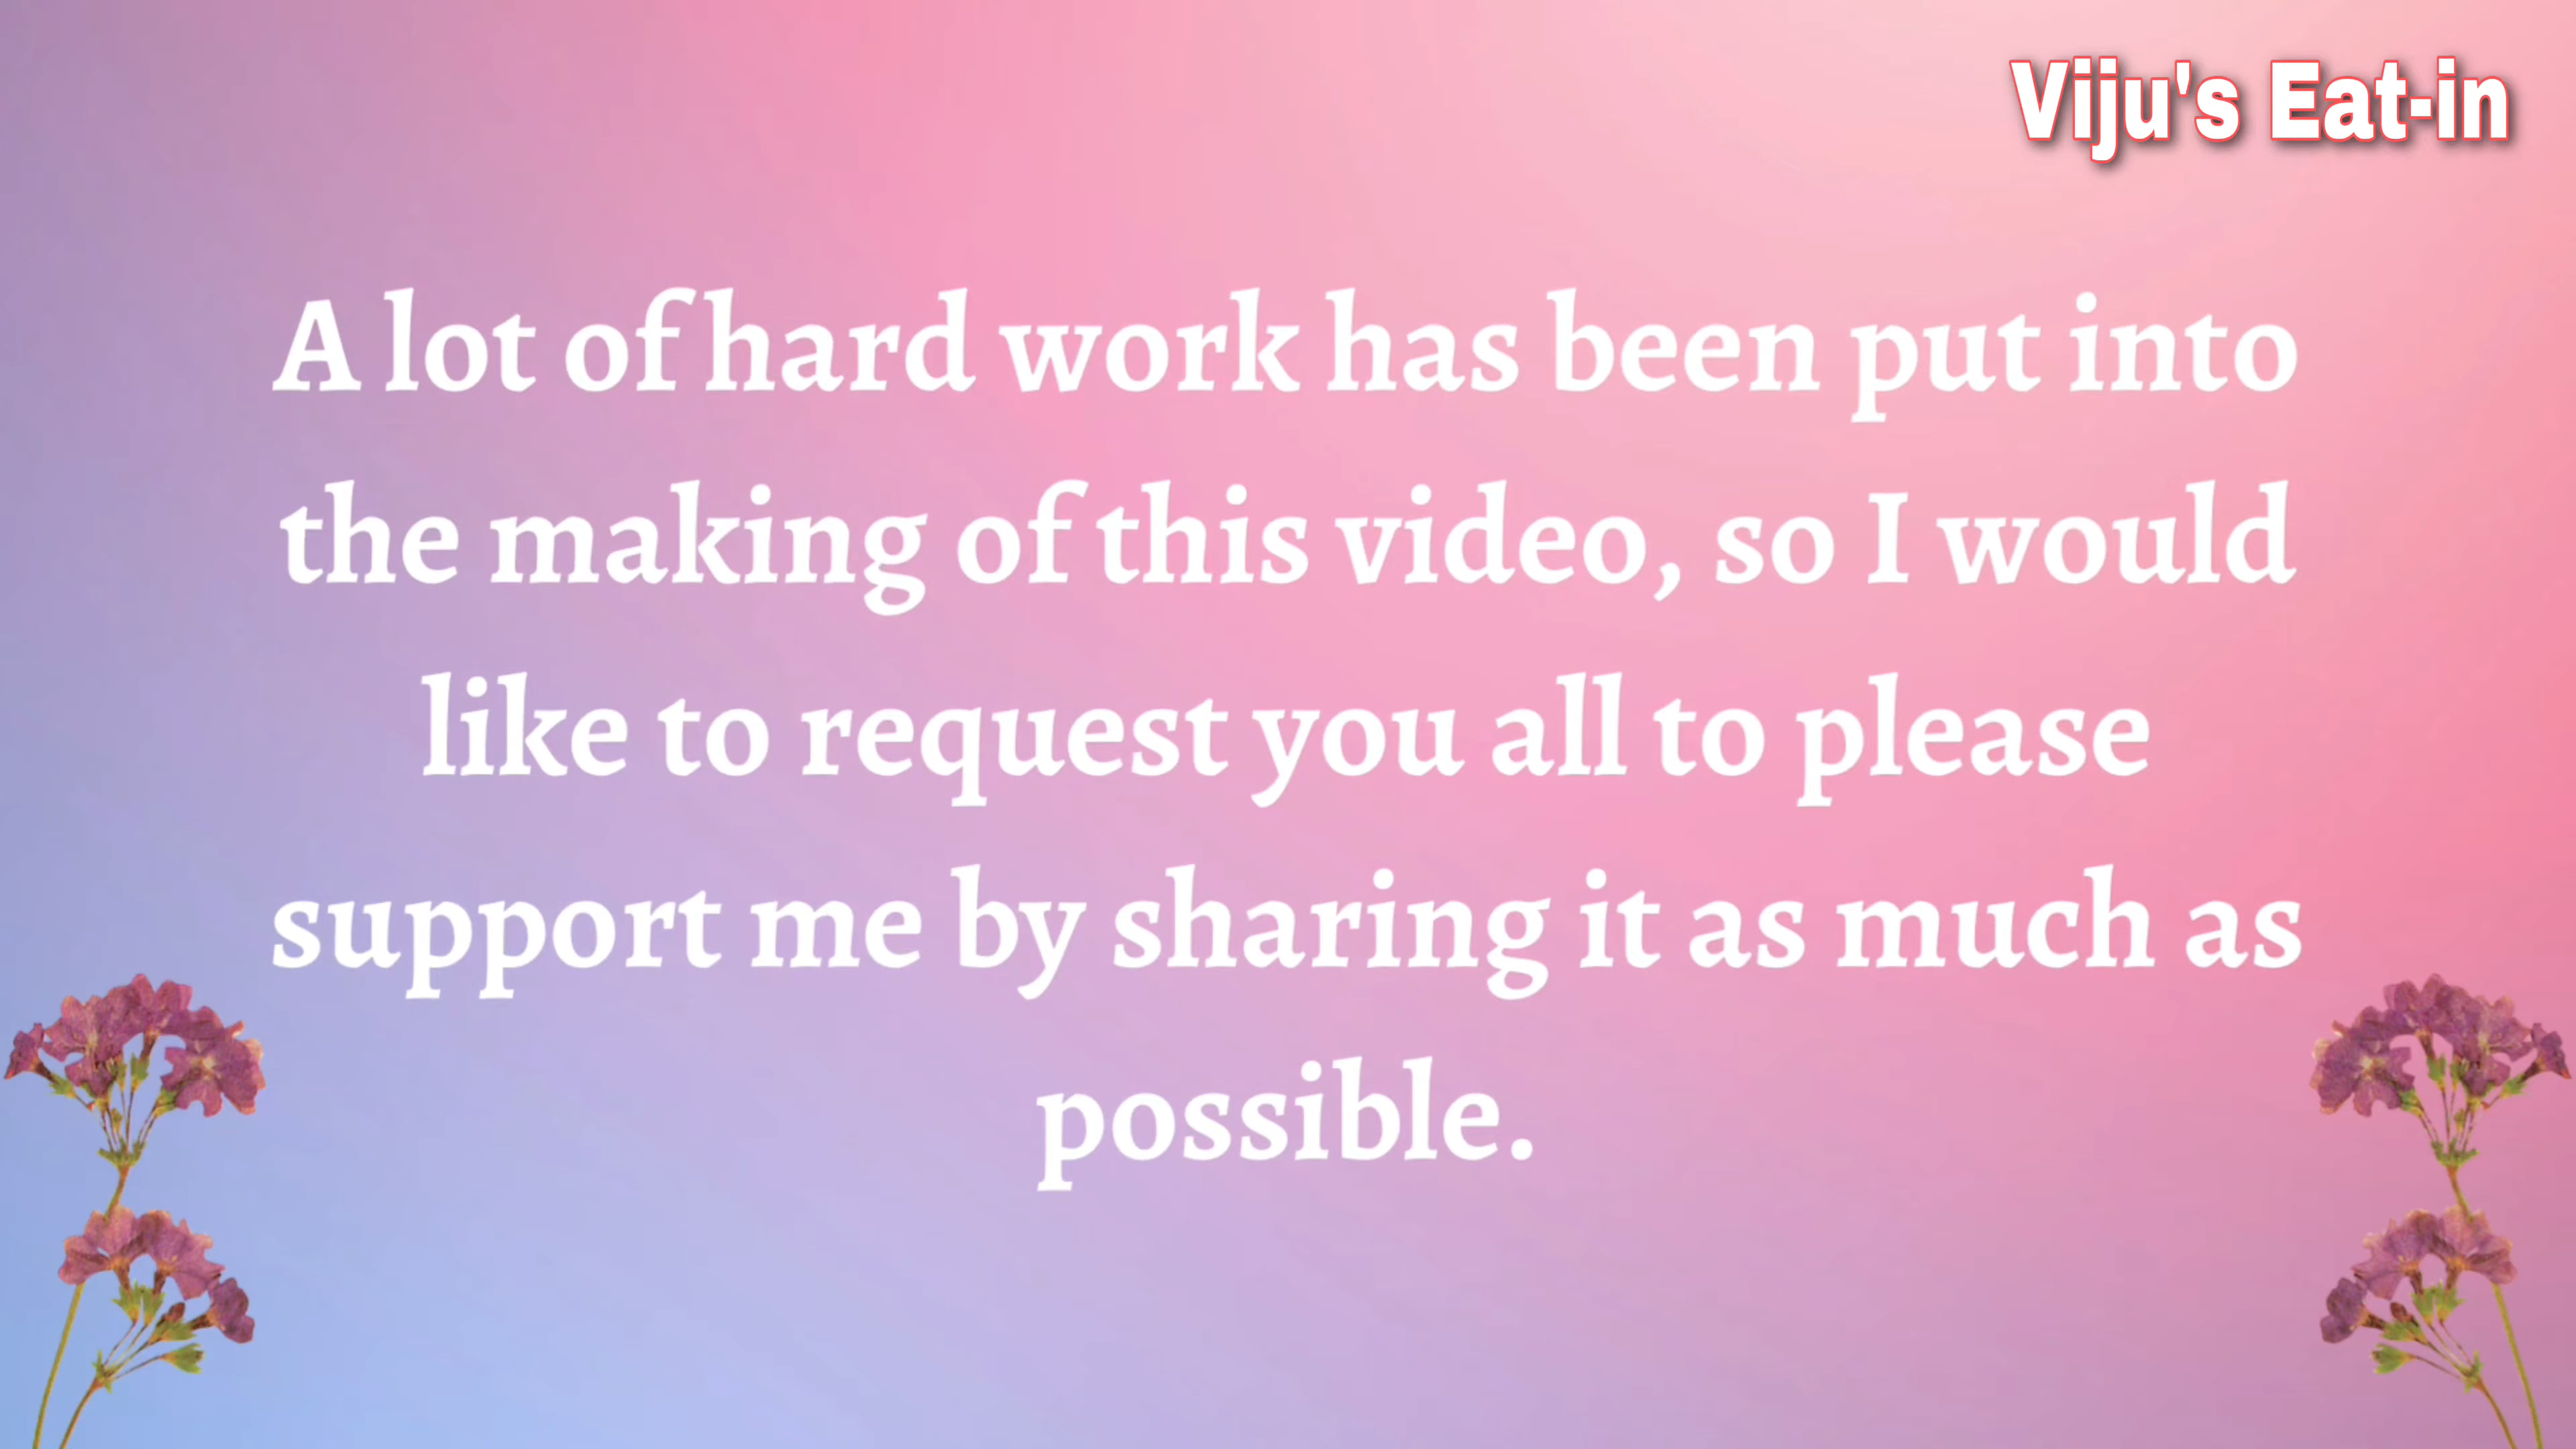 Viju's Eat-in
A lot of hard work has been put into
the making of this video, so I would
like to request you all to please
support me by sharing it as much as
possible.